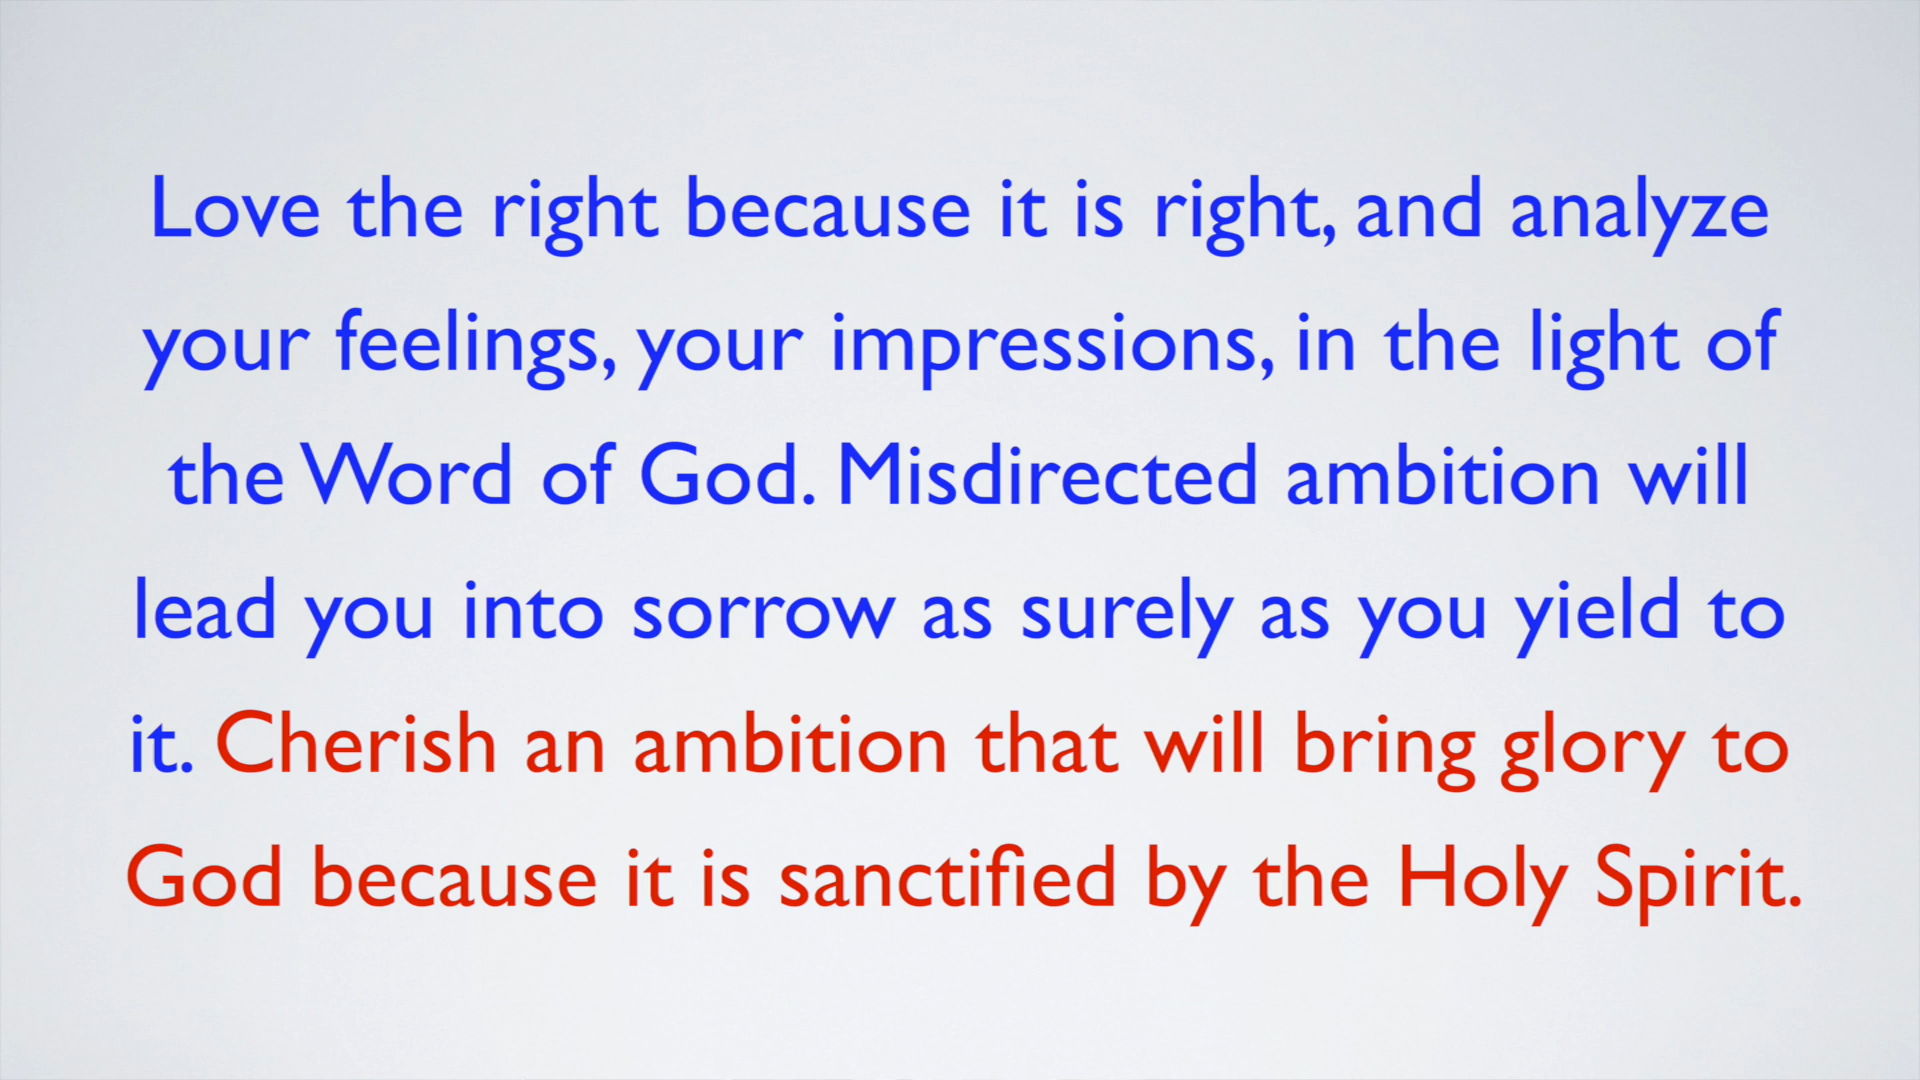 Love the right because it is right, and analyze
your feelings, your impressions, in the light of
the Word of God. Misdirected ambition will
lead you into sorrow as surely as you yield to
it. Cherish an ambition that will bring glory to
God because it is sanctified by the Holy Spirit.